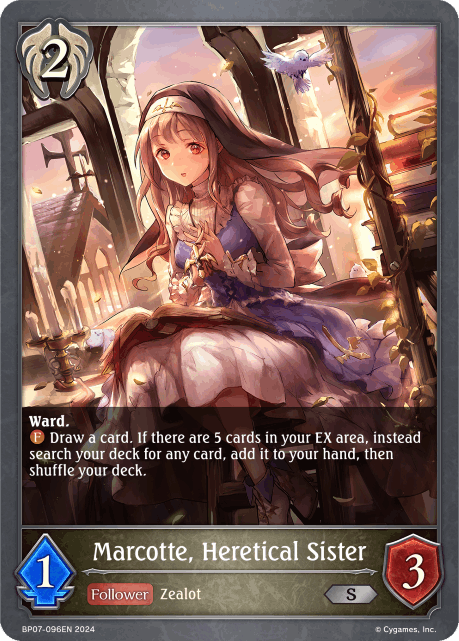 2
Ward.
F Draw a card. If there are 5 cards in your EX area, instead
search your deck for any card, add it to your hand, then
shuffle your deck.
Marcotte, Heretical Sister
1
Follower Zealot
S
3
BP07-096EN 2024
© Cygames, Inc.